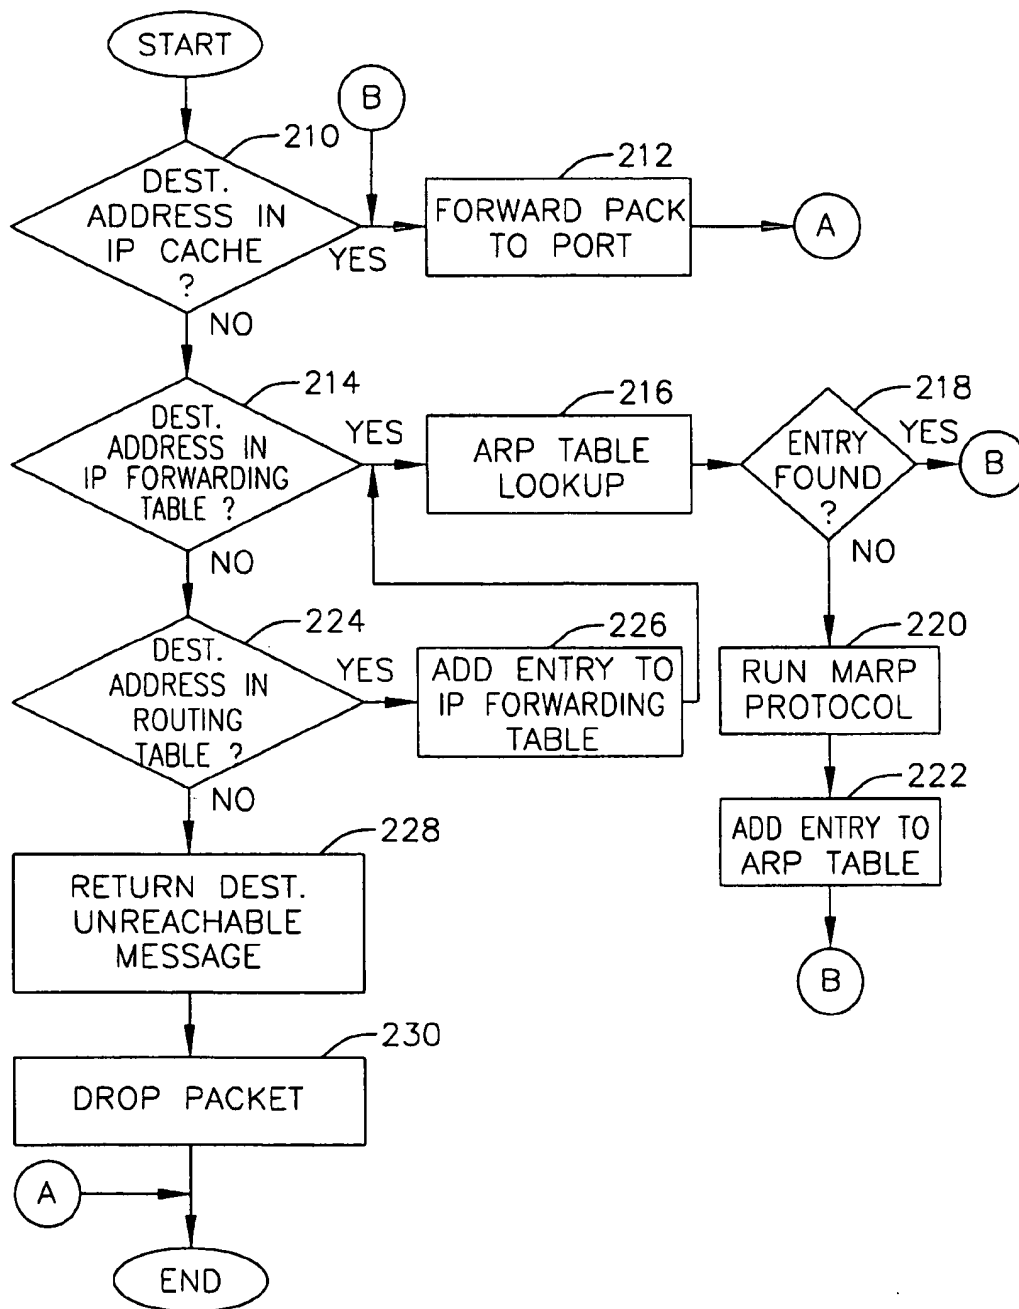 START
B
210
DEST.
ADDRESS IN
IP CACHE
?
YES
212
FORWARD PACK
TO PORT
A
NO
214
DEST.
ADDRESS IN
IP FORWARDING
TABLE ?
YES
216
ARP TABLE
LOOKUP
218
ENTRY
FOUND
?
YES
B
NO
NO
224
DEST.
ADDRESS IN
ROUTING
TABLE ?
YES
226
ADD ENTRY TO
IP FORWARDING
TABLE
220
RUN MARP
PROTOCOL
222
ADD ENTRY TO
ARP TABLE
B
NO
228
RETURN DEST.
UNREACHABLE
MESSAGE
230
DROP PACKET
A
END